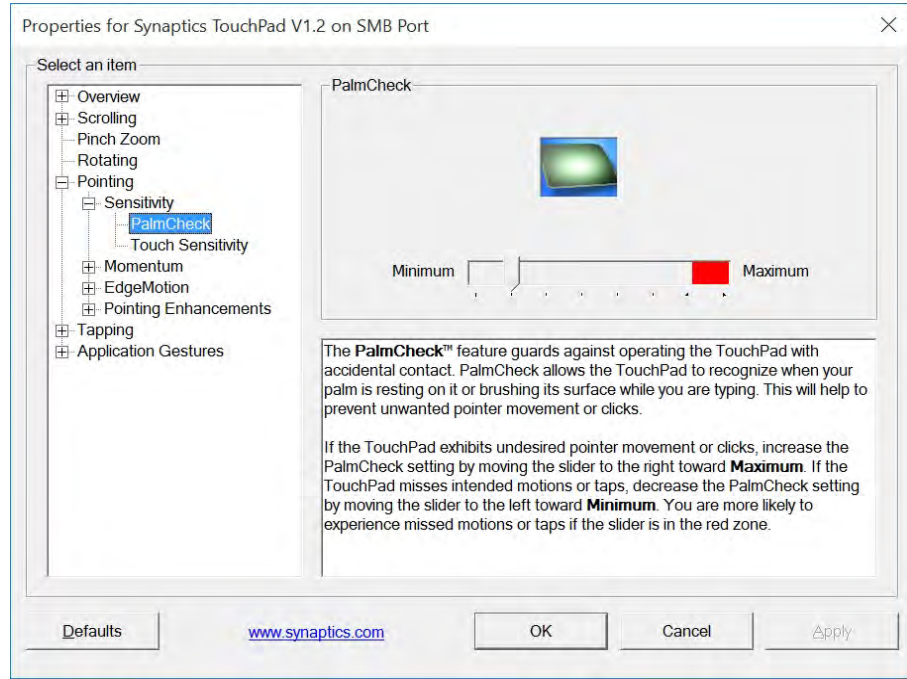 Properties for Synaptics TouchPad V1.2 on SMB Port
Select an item
Overview
Scrolling
Pinch Zoom
Rotating
Pointing
Sensitivity
PalmCheck
Touch Sensitivity
Momentum
EdgeMotion
Pointing Enhancements
Tapping
Application Gestures
PalmCheck
Minimum
Maximum
The PalmCheck™ feature guards against operating the TouchPad with
accidental contact. PalmCheck allows the TouchPad to recognize when your
palm is resting on it or brushing its surface while you are typing. This will help to
prevent unwanted pointer movement or clicks.
If the TouchPad exhibits undesired pointer movement or clicks, increase the
PalmCheck setting by moving the slider to the right toward Maximum. If the
TouchPad misses intended motions or taps, decrease the PalmCheck setting
by moving the slider to the left toward Minimum. You are more likely to
experience missed motions or taps if the slider is in the red zone.
Defaults
www.synaptics.com
OK
Cancel
Apply